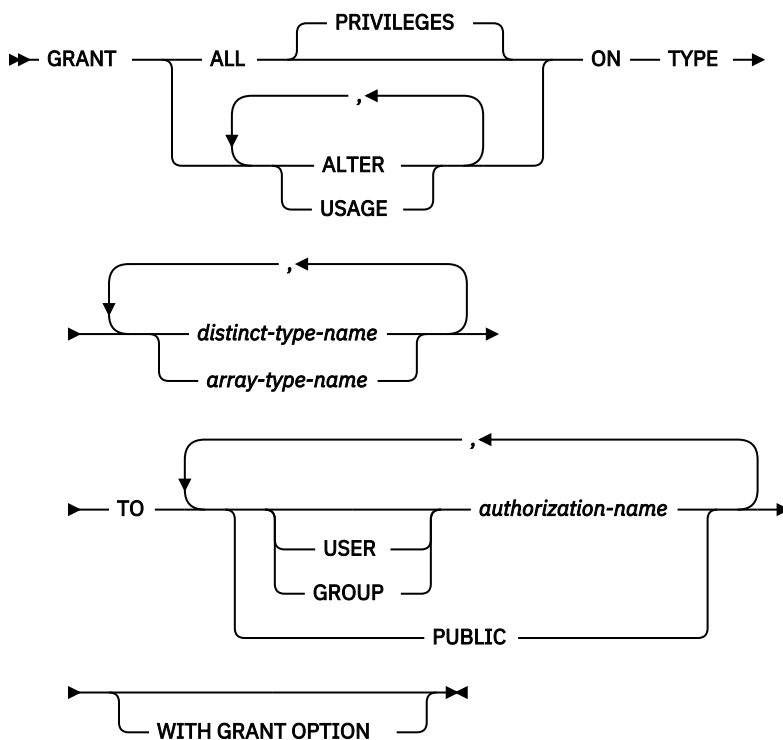 PRIVILEGES
GRANT ALL ON TYPE
,
ALTER
USAGE
,
distinct-type-name
array-type-name
,
TO authorization-name
USER
GROUP
PUBLIC
WITH GRANT OPTION